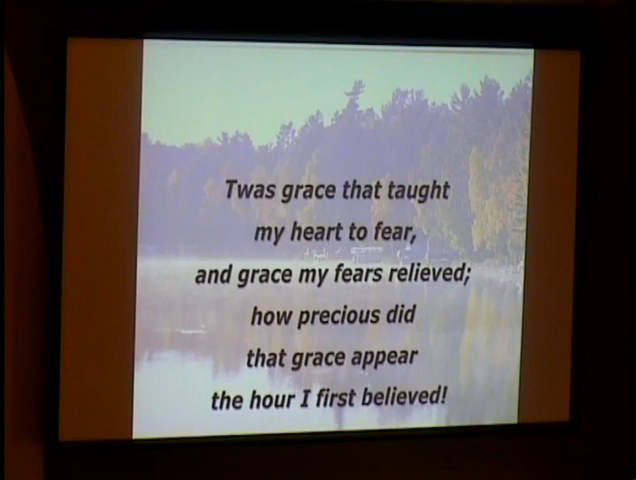 Twas grace that taught
my heart to fear,
and grace my fears relieved;
how precious did
that grace appear
the hour I first believed!